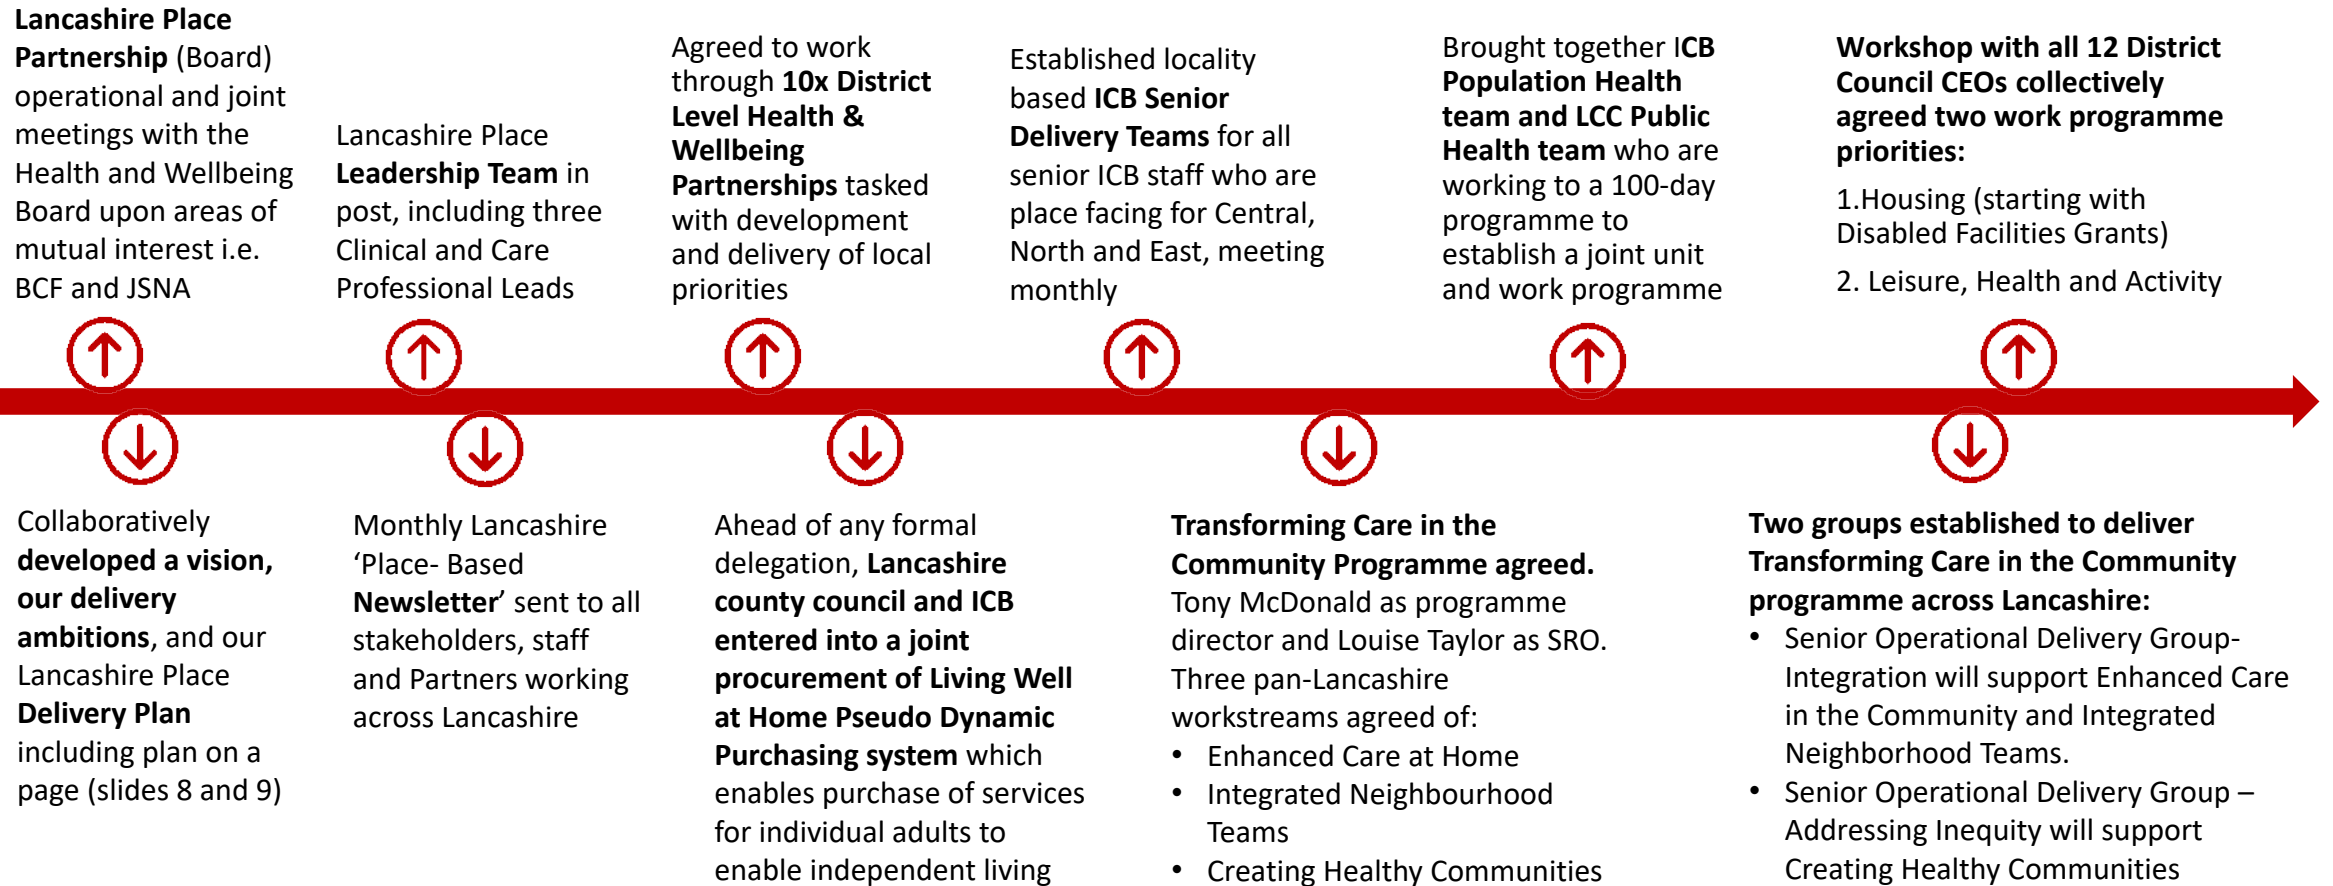 Lancashire Place
Partnership (Board)
operational and joint
meetings with the
Health and Wellbeing
Board upon areas of
mutual interest i.e.
BCF and JSNA
Lancashire Place
Leadership Team in
post, including three
Clinical and Care
Professional Leads
Agreed to work
through 10x District
Level Health &
Wellbeing
Partnerships tasked
with development
and delivery of local
priorities
Established locality
based ICB Senior
Delivery Teams for all
senior ICB staff who are
place facing for Central,
North and East, meeting
monthly
Brought together ICB
Population Health
team and LCC Public
Health team who are
working to a 100-day
programme to
establish a joint unit
and work programme
Workshop with all 12 District
Council CEOs collectively
agreed two work programme
priorities:
1.Housing (starting with
Disabled Facilities Grants)
2. Leisure, Health and Activity
Collaboratively
developed a vision,
our delivery
ambitions, and our
Lancashire Place
Delivery Plan
including plan on a
page (slides 8 and 9)
Monthly Lancashire
‘Place- Based
Newsletter’ sent to all
stakeholders, staff
and Partners working
across Lancashire
Ahead of any formal
delegation, Lancashire
county council and ICB
entered into a joint
procurement of Living Well
at Home Pseudo Dynamic
Purchasing system which
enables purchase of services
for individual adults to
enable independent living
Transforming Care in the
Community Programme agreed.
Tony McDonald as programme
director and Louise Taylor as SRO.
Three pan-Lancashire
workstreams agreed of:
• Enhanced Care at Home
• Integrated Neighbourhood
Teams
• Creating Healthy Communities
Two groups established to deliver
Transforming Care in the Community
programme across Lancashire:
• Senior Operational Delivery Group-
Integration will support Enhanced Care
in the Community and Integrated
Neighborhood Teams.
• Senior Operational Delivery Group –
Addressing Inequity will support
Creating Healthy Communities